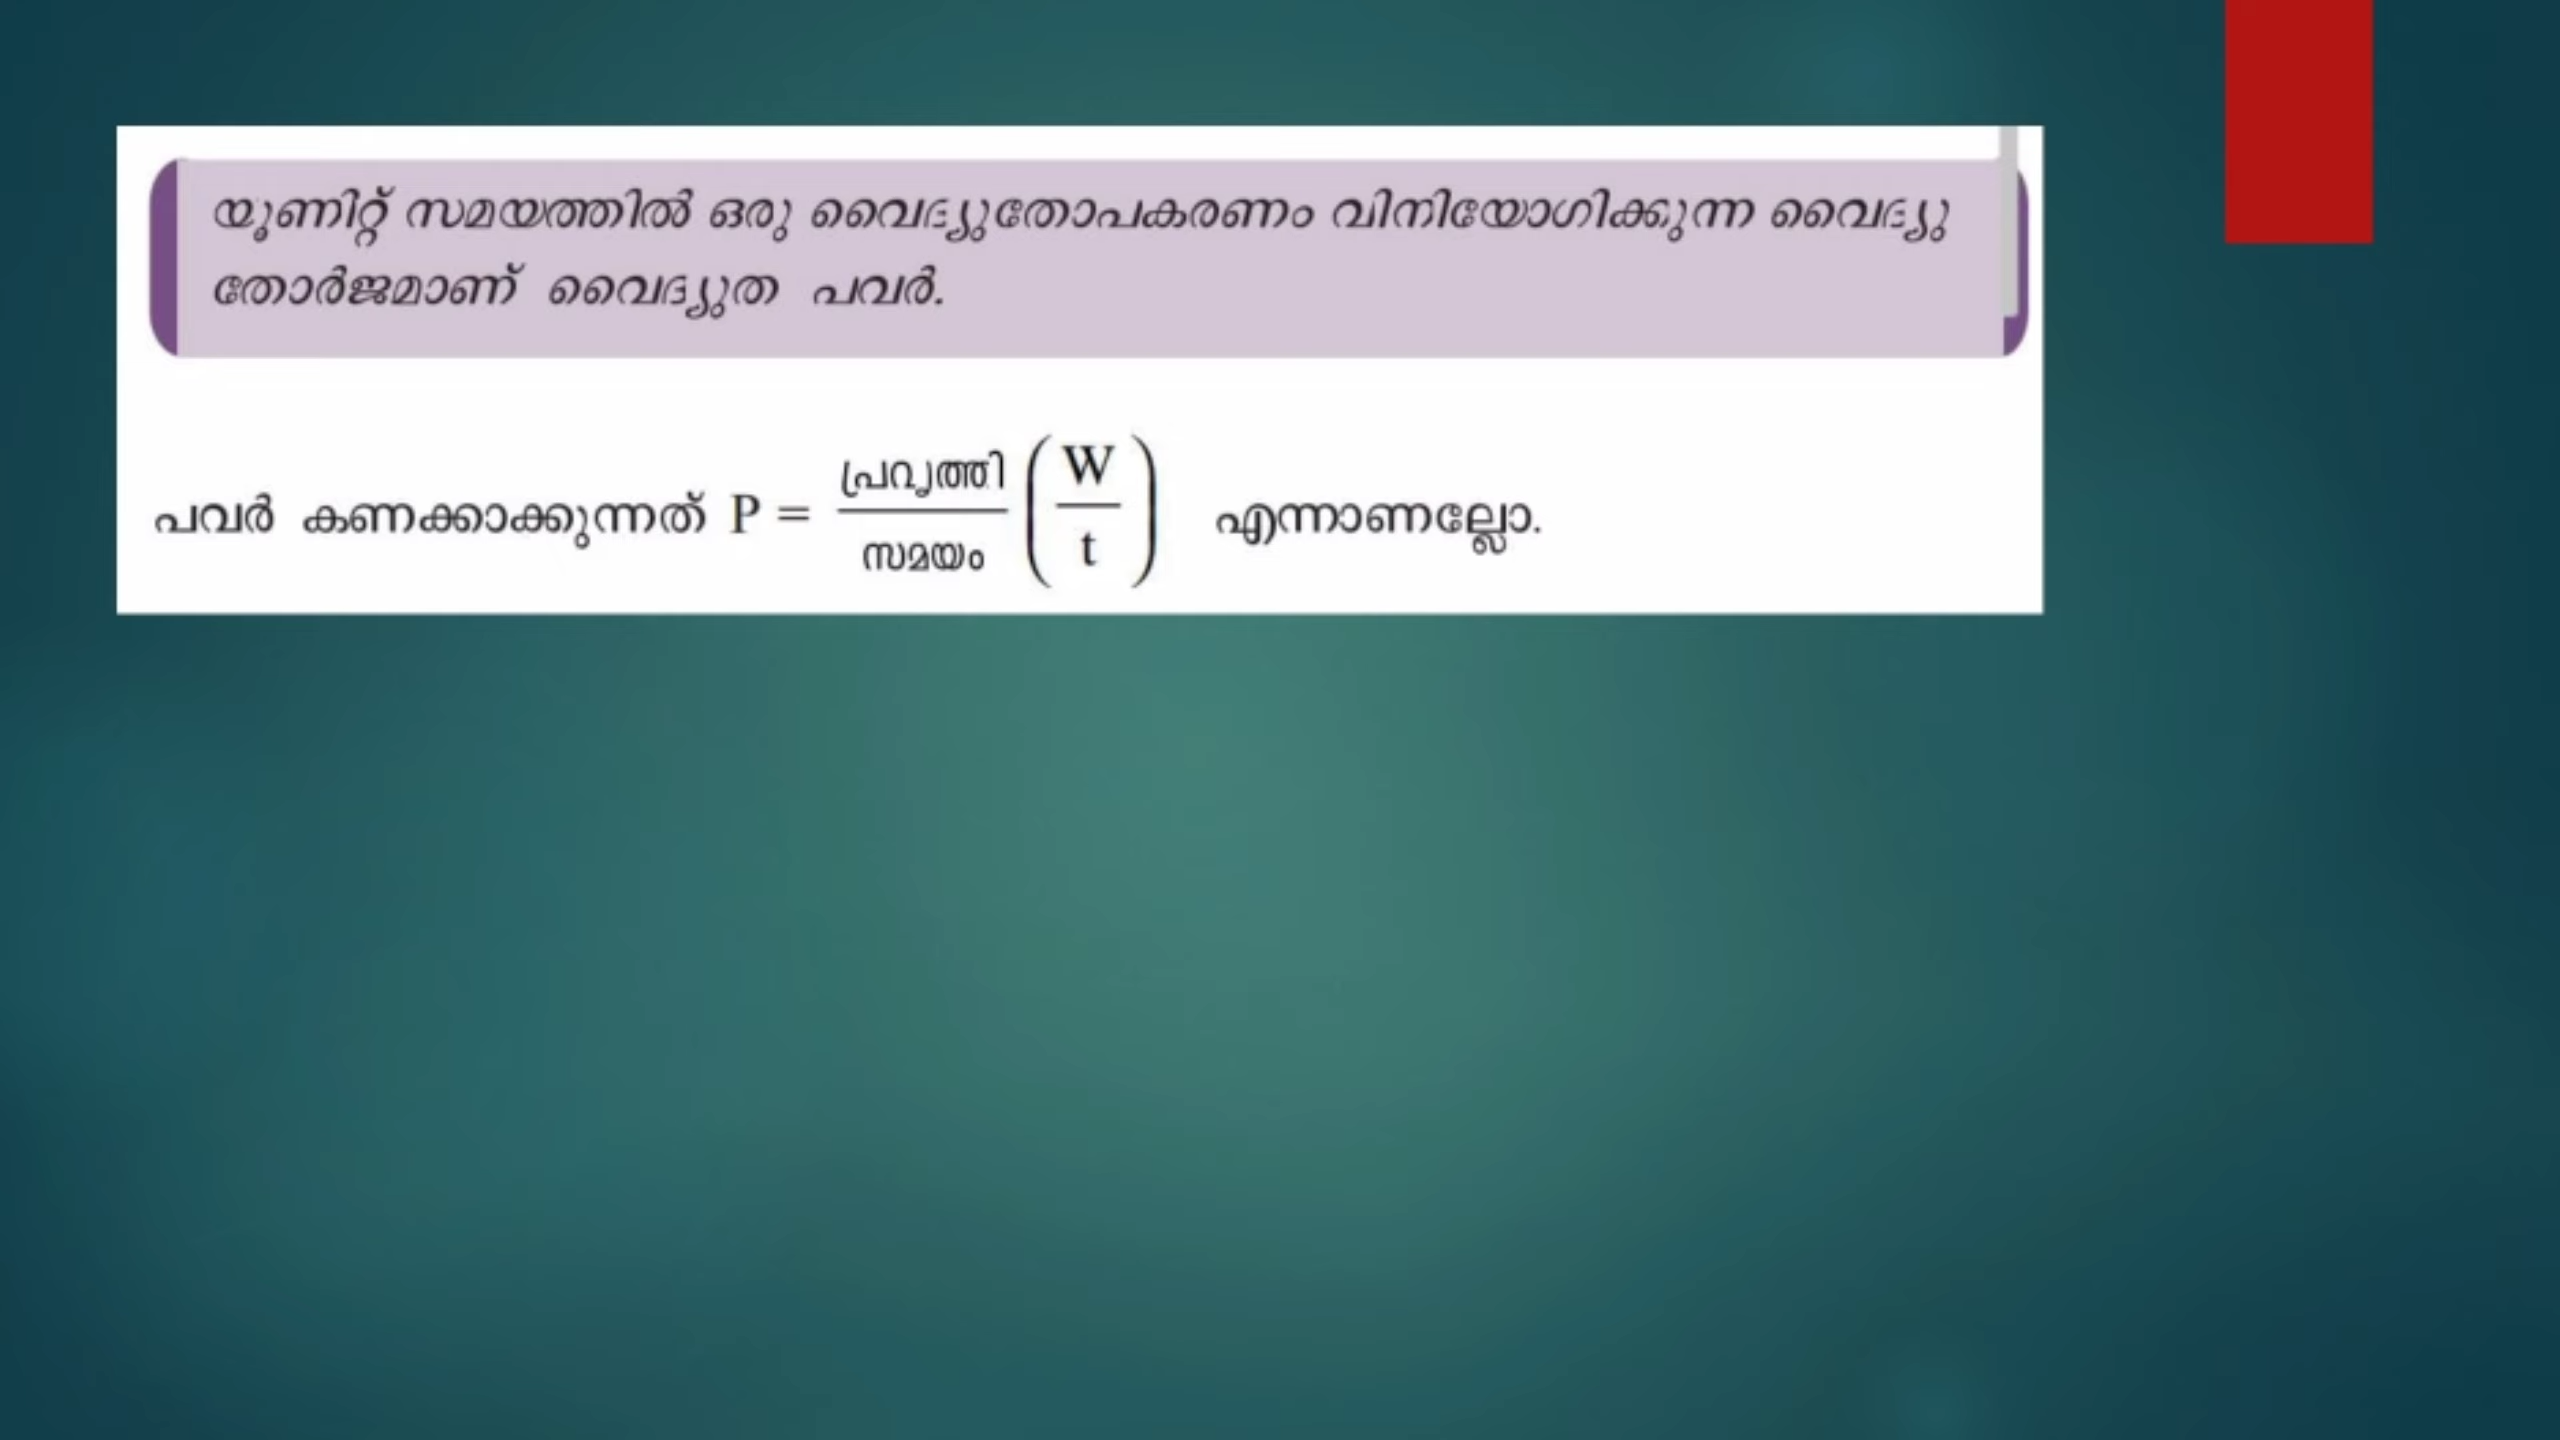 യൂണിറ്റ് സമയത്തിൽ ഒരു വൈദ്യുതോപകരണം വിനിയോഗിക്കുന്ന വൈദ്യു
തോർജമാണ് വൈദ്യുത പവർ.
പവർ കണക്കാക്കുന്നത് P = പ്രവൃത്തി / സമയം (W / t) എന്നാണല്ലോ.